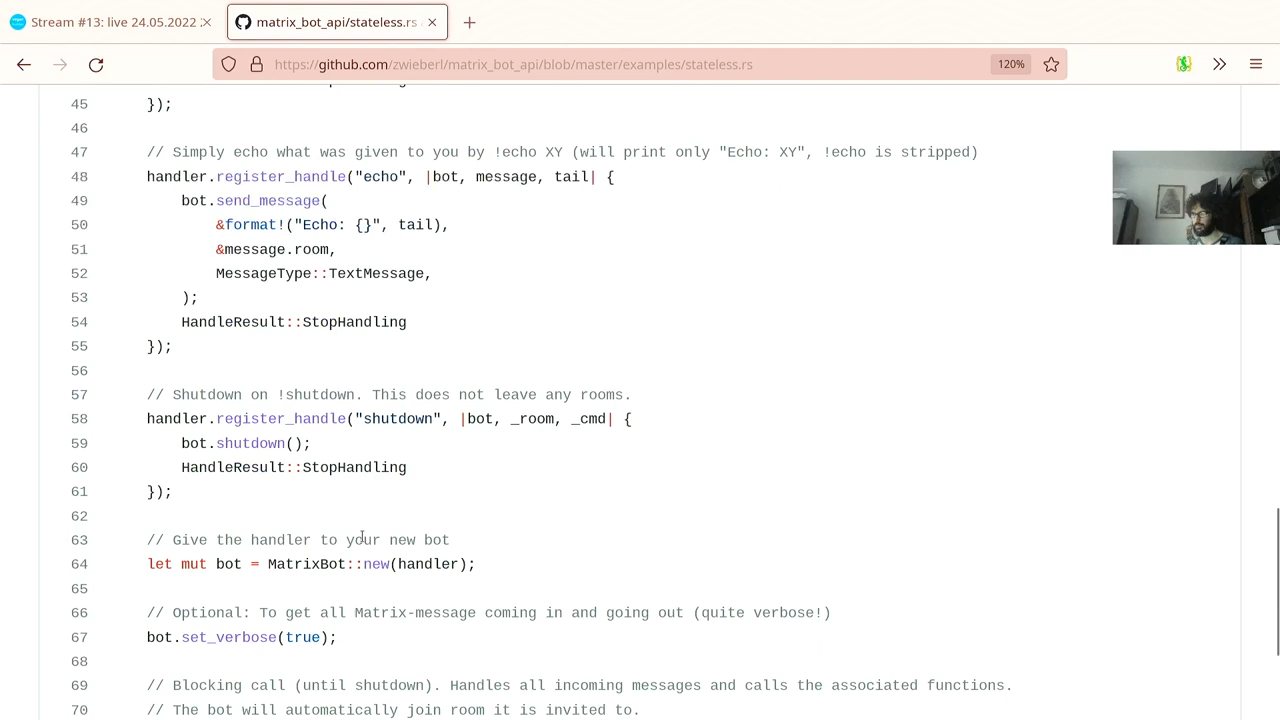 Stream #13: live 24.05.2022
matrix_bot_api/stateless.rs
https://github.com/zwieberl/matrix_bot_api/blob/master/examples/stateless.rs
120%
45 });
46
47 // Simply echo what was given to you by !echo XY (will print only "Echo: XY", !echo is stripped)
48 handler.register_handle("echo", |bot, message, tail| {
49 bot.send_message(
50 &format!("Echo: {}", tail),
51 &message.room,
52 MessageType::TextMessage,
53 );
54 HandleResult::StopHandling
55 });
56
57 // Shutdown on !shutdown. This does not leave any rooms.
58 handler.register_handle("shutdown", |bot, _room, _cmd| {
59 bot.shutdown();
60 HandleResult::StopHandling
61 });
62
63 // Give the handler to your new bot
64 let mut bot = MatrixBot::new(handler);
65
66 // Optional: To get all Matrix-message coming in and going out (quite verbose!)
67 bot.set_verbose(true);
68
69 // Blocking call (until shutdown). Handles all incoming messages and calls the associated functions.
70 // The bot will automatically join room it is invited to.